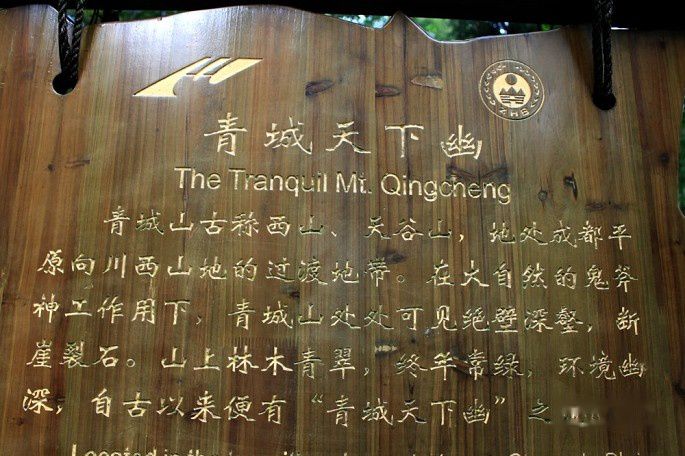 ZHB
青城天下幽
The Tranquil Mt. Qingcheng
青城山古称西山、天谷山，地处成都平
原向川西山地的过渡地带。在大自然的鬼斧
神工作用下，青城山处处可见绝壁深壑，断
崖裂石。山上林木青翠，终年常绿，环境幽
深，自古以来便有“青城天下幽”之
Located in the